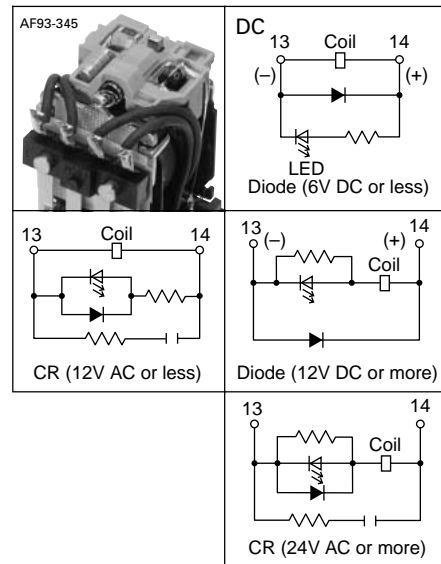 AF93-345
DC
13 Coil 14
(–) (+)
LED
Diode (6V DC or less)
13 Coil 14
CR (12V AC or less)
13 14
(–) (+)
Coil
Diode (12V DC or more)
13 14
Coil
CR (24V AC or more)